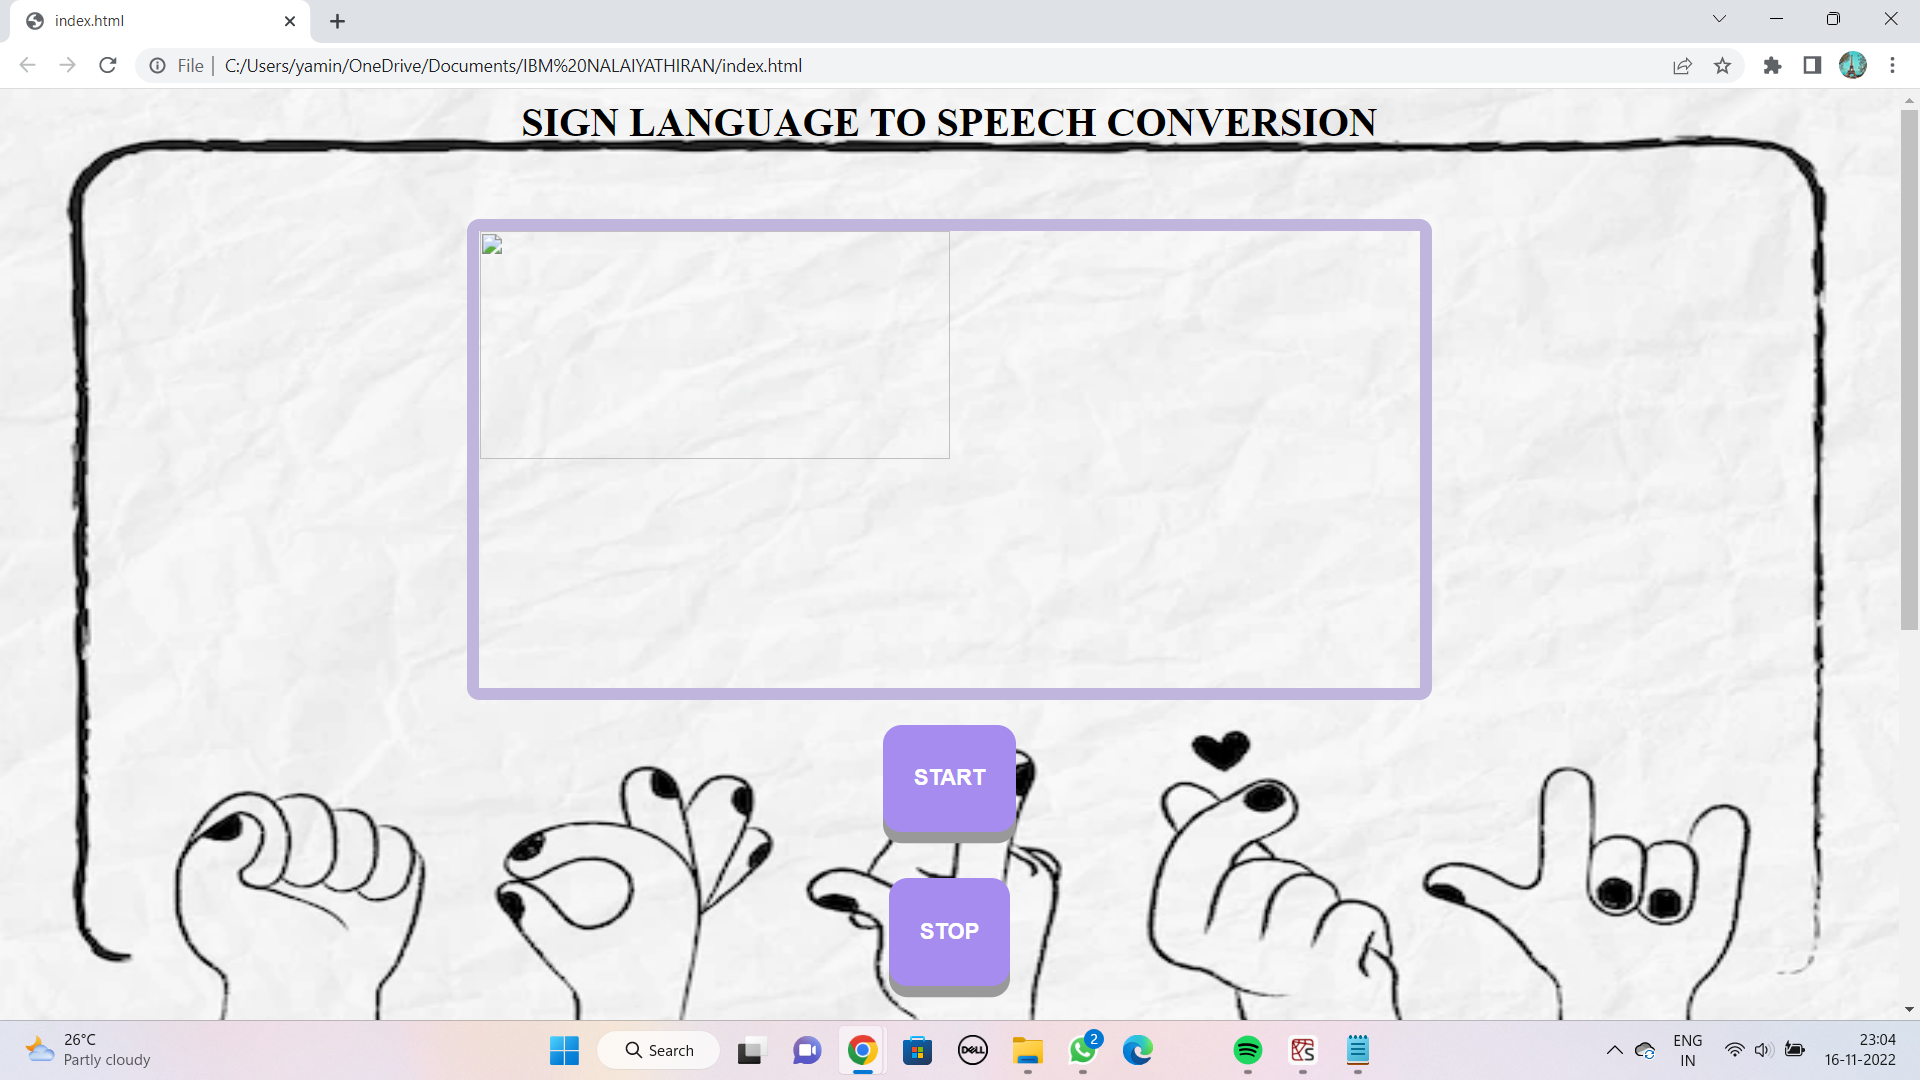 index.html
File
C:/Users/yamin/OneDrive/Documents/IBM%20NALAIYATHIRAN/index.html
SIGN LANGUAGE TO SPEECH CONVERSION
START
STOP
26°C
Partly cloudy
Search
DELL
2
ENG
IN
23:04
16-11-2022